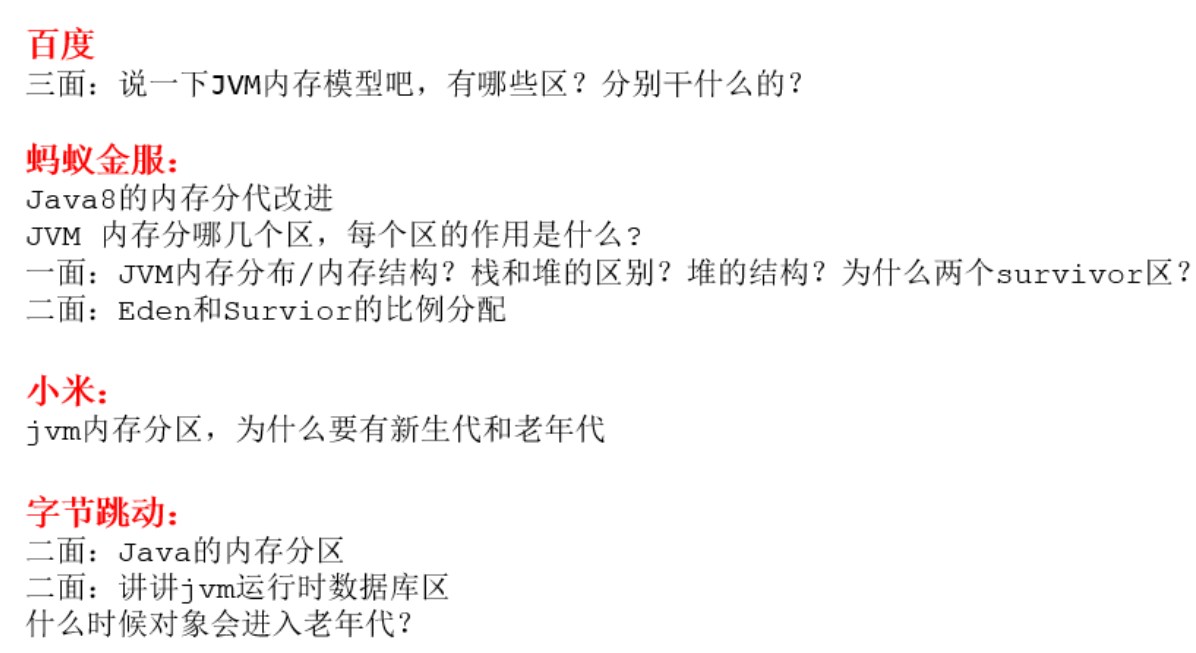 百度
三面：说一下JVM内存模型吧，有哪些区？分别干什么的？
蚂蚁金服：
Java8的内存分代改进
JVM 内存分哪几个区，每个区的作用是什么?
一面：JVM内存分布/内存结构？栈和堆的区别？堆的结构？为什么两个survivor区？
二面：Eden和Survior的比例分配
小米：
jvm内存分区，为什么要有新生代和老年代
字节跳动：
二面：Java的内存分区
二面：讲讲jvm运行时数据库区
什么时候对象会进入老年代？